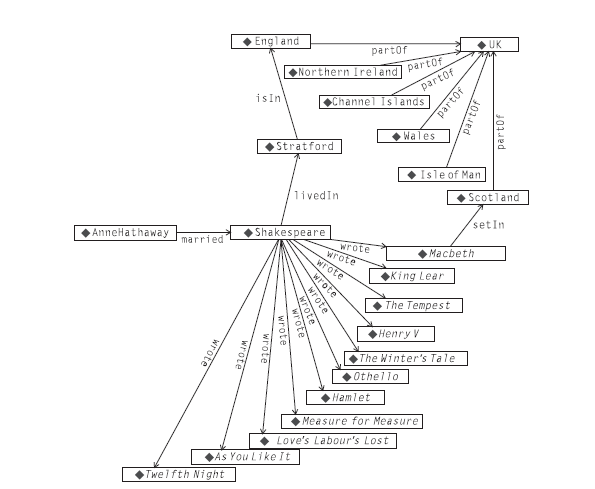 England
partOf
UK
Northern Ireland
partOf
Channel Islands
partOf
isIn
Wales
partOf
partOf
partOf
Stratford
Isle of Man
livedIn
Scotland
setIn
AnneHathaway
married
Shakespeare
wrote
Macbeth
wrote
King Lear
wrote
The Tempest
wrote
Henry V
wrote
The Winter's Tale
wrote
Othello
wrote
Hamlet
wrote
Measure for Measure
wrote
Love's Labour's Lost
wrote
As You Like It
wrote
Twelfth Night